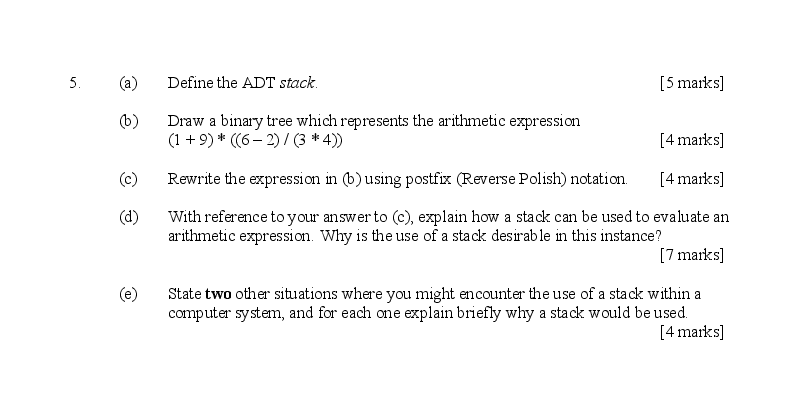 5. (a) Define the ADT stack. [5 marks]
(b) Draw a binary tree which represents the arithmetic expression
(1 + 9) * ((6 – 2) / (3 * 4)) [4 marks]
(c) Rewrite the expression in (b) using postfix (Reverse Polish) notation. [4 marks]
(d) With reference to your answer to (c), explain how a stack can be used to evaluate an
arithmetic expression. Why is the use of a stack desirable in this instance?
[7 marks]
(e) State two other situations where you might encounter the use of a stack within a
computer system, and for each one explain briefly why a stack would be used.
[4 marks]